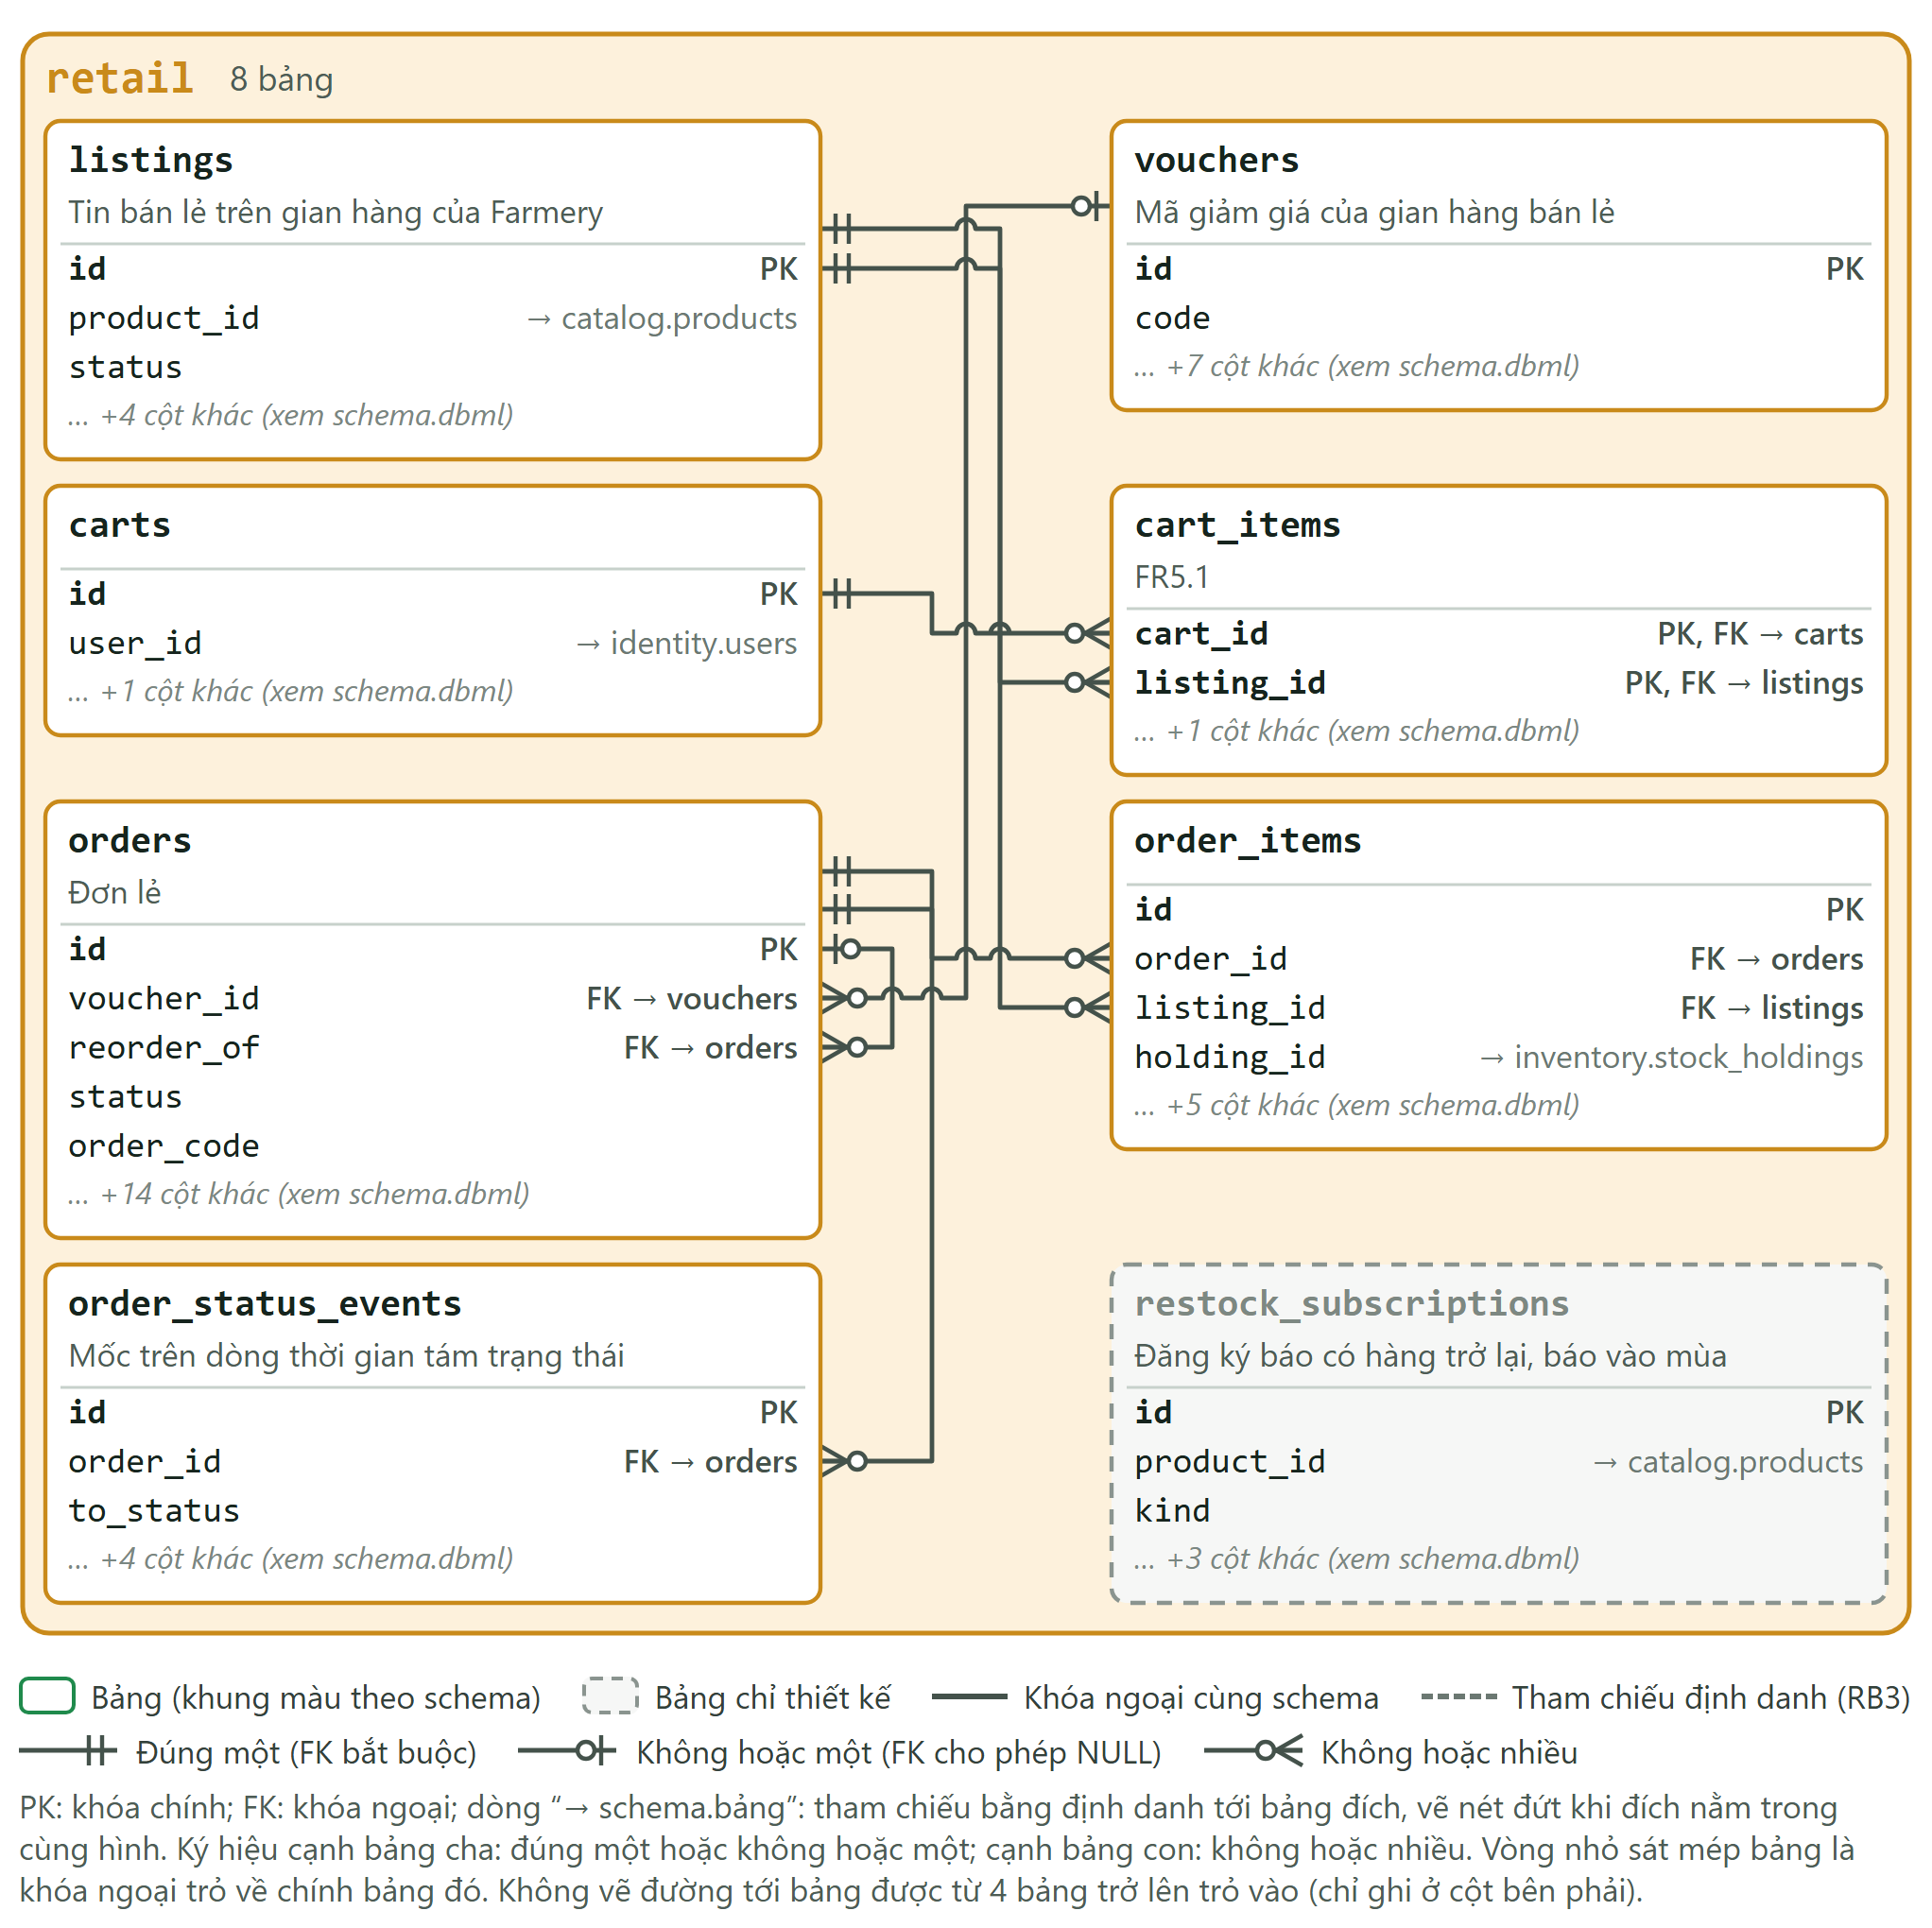 retail 8 bảng
listings
Tin bán lẻ trên gian hàng của Farmery
id PK
product_id → catalog.products
status
... +4 cột khác (xem schema.dbml)
vouchers
Mã giảm giá của gian hàng bán lẻ
id PK
code
... +7 cột khác (xem schema.dbml)
carts
id PK
user_id → identity.users
... +1 cột khác (xem schema.dbml)
cart_items
FR5.1
cart_id PK, FK → carts
listing_id PK, FK → listings
... +1 cột khác (xem schema.dbml)
orders
Đơn lẻ
id PK
voucher_id FK → vouchers
reorder_of FK → orders
status
order_code
... +14 cột khác (xem schema.dbml)
order_items
id PK
order_id FK → orders
listing_id FK → listings
holding_id → inventory.stock_holdings
... +5 cột khác (xem schema.dbml)
order_status_events
Mốc trên dòng thời gian tám trạng thái
id PK
order_id FK → orders
to_status
... +4 cột khác (xem schema.dbml)
restock_subscriptions
Đăng ký báo có hàng trở lại, báo vào mùa
id PK
product_id → catalog.products
kind
... +3 cột khác (xem schema.dbml)
Bảng (khung màu theo schema) Bảng chỉ thiết kế Khóa ngoại cùng schema Tham chiếu định danh (RB3)
Đúng một (FK bắt buộc) Không hoặc một (FK cho phép NULL) Không hoặc nhiều
PK: khóa chính; FK: khóa ngoại; dòng “→ schema.bảng”: tham chiếu bằng định danh tới bảng đích, vẽ nét đứt khi đích nằm trong
cùng hình. Ký hiệu cạnh bảng cha: đúng một hoặc không hoặc một; cạnh bảng con: không hoặc nhiều. Vòng nhỏ sát mép bảng là
khóa ngoại trỏ về chính bảng đó. Không vẽ đường tới bảng được từ 4 bảng trở lên trỏ vào (chỉ ghi ở cột bên phải).